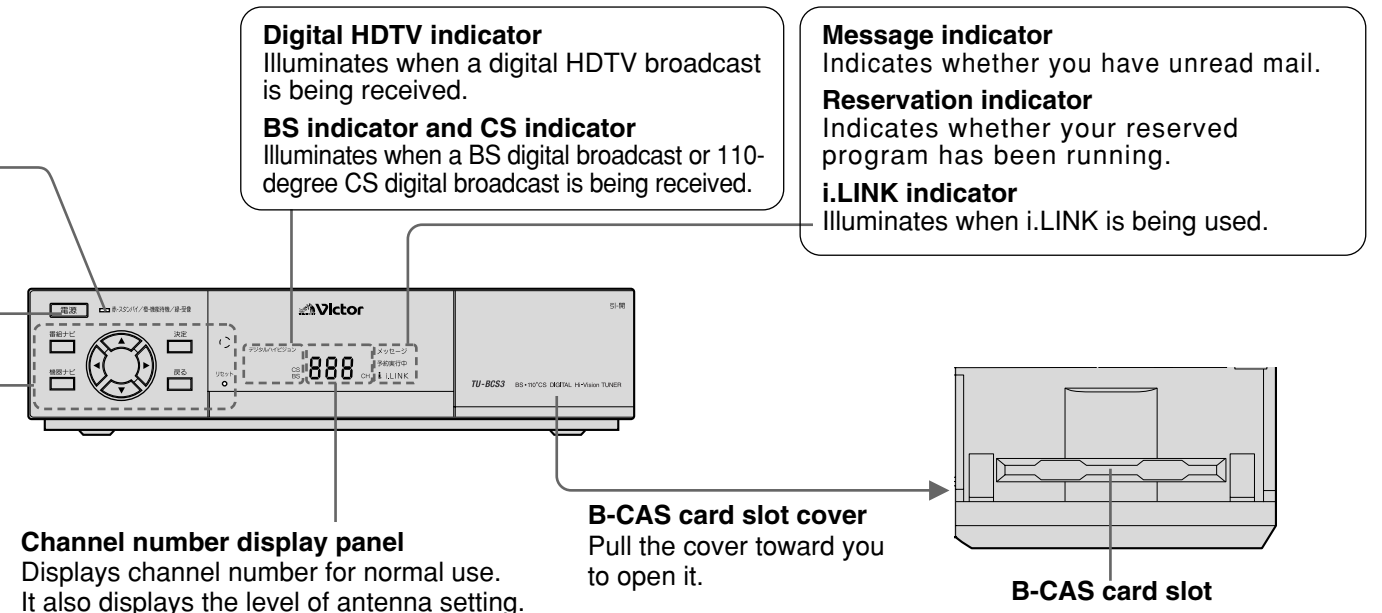 Digital HDTV indicator
Illuminates when a digital HDTV broadcast
is being received.
BS indicator and CS indicator
Illuminates when a BS digital broadcast or 110-
degree CS digital broadcast is being received.
Message indicator
Indicates whether you have unread mail.
Reservation indicator
Indicates whether your reserved
program has been running.
i.LINK indicator
Illuminates when i.LINK is being used.
電源
Victor
番組ナビ
決定
機器ナビ
戻る
リセット
デジタルハイビジョン
CS
BS
888
CH
メッセージ
予約実行中
i i.LINK
TU-BCS3 BS•110°CS DIGITAL Hi•Vision TUNER
Channel number display panel
Displays channel number for normal use.
It also displays the level of antenna setting.
B-CAS card slot cover
Pull the cover toward you
to open it.
B-CAS card slot